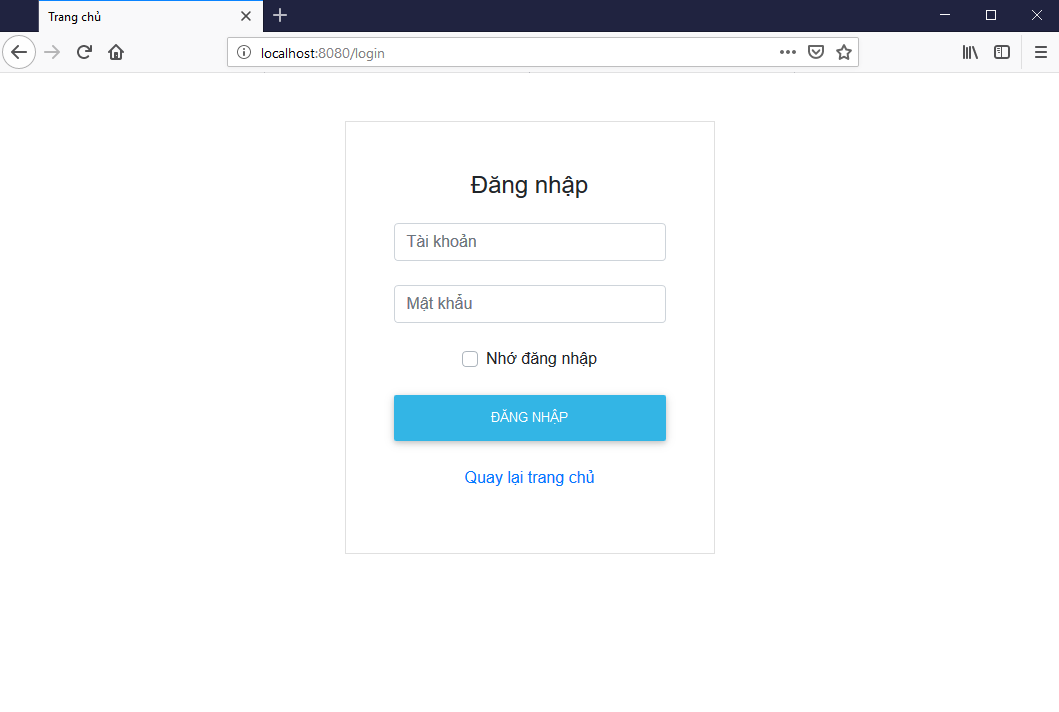 Trang chủ
localhost:8080/login
Đăng nhập
Tài khoản
Mật khẩu
Nhớ đăng nhập
ĐĂNG NHẬP
Quay lại trang chủ